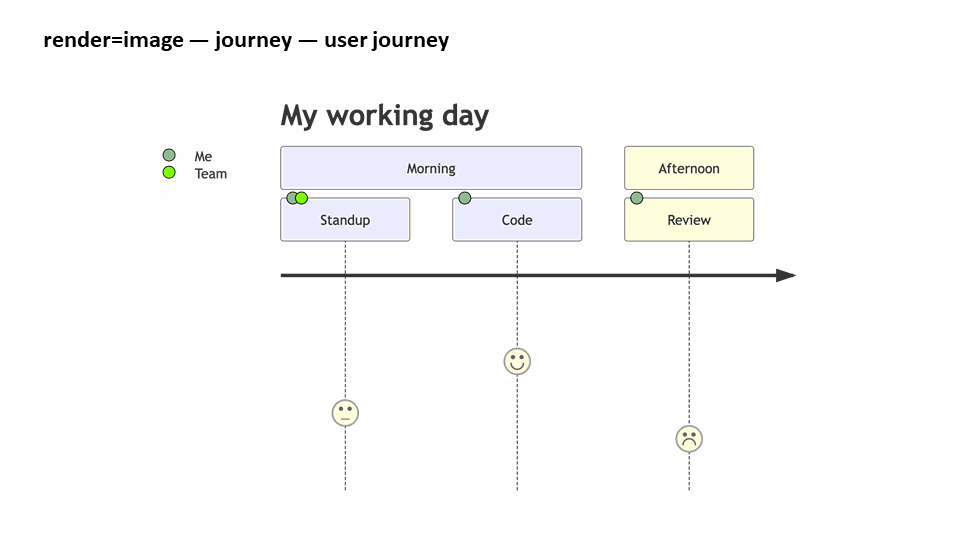 render=image — journey — user journey
My working day
Me
Team
Morning
Afternoon
Standup
Code
Review